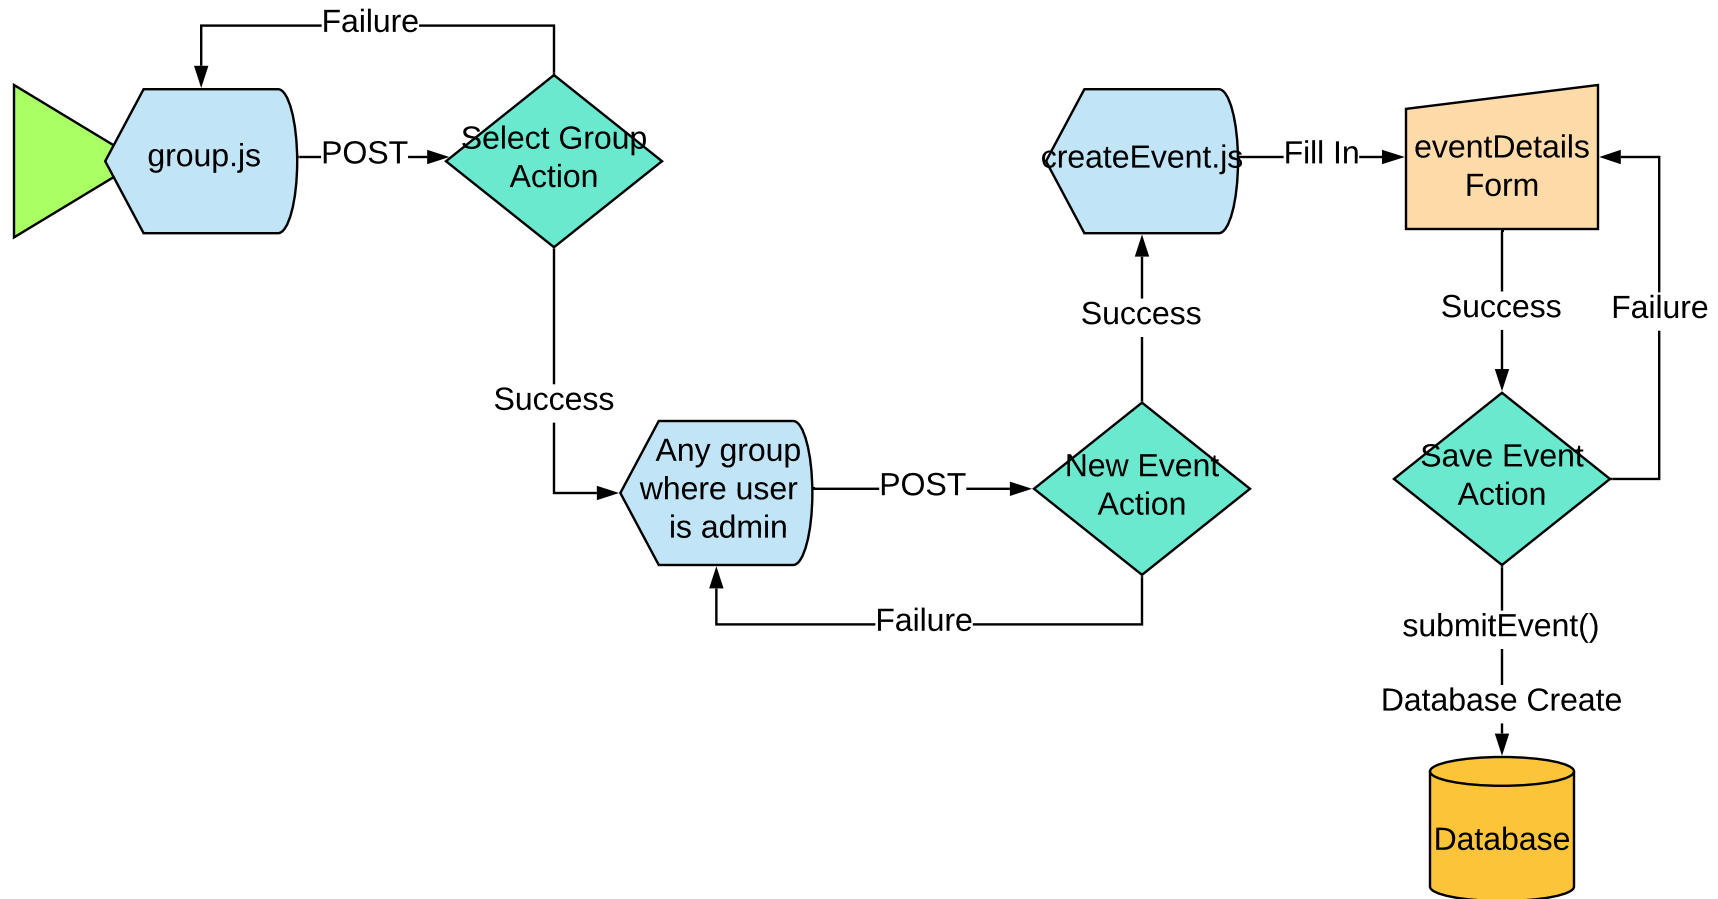 Failure
group.js
POST
Select Group
Action
Success
Any group
where user
is admin
POST
New Event
Action
Failure
Success
createEvent.js
Fill In
eventDetails
Form
Success
Failure
Save Event
Action
submitEvent()
Database Create
Database